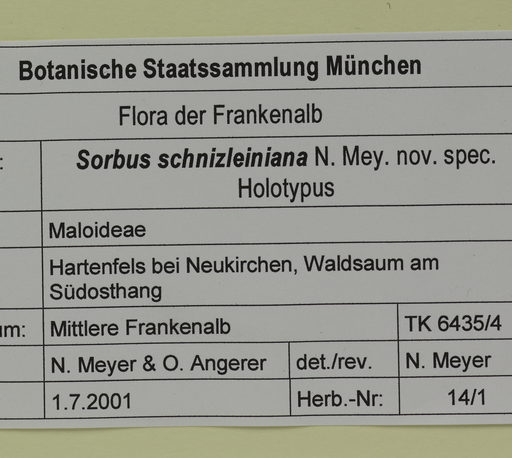 Botanische Staatssammlung München
Flora der Frankenalb
: Sorbus schnizleiniana N. Mey. nov. spec.
Holotypus
Maloideae
Hartenfels bei Neukirchen, Waldsaum am
Südosthang
um: Mittlere Frankenalb TK 6435/4
N. Meyer & O. Angerer det./rev. N. Meyer
1.7.2001 Herb.-Nr: 14/1